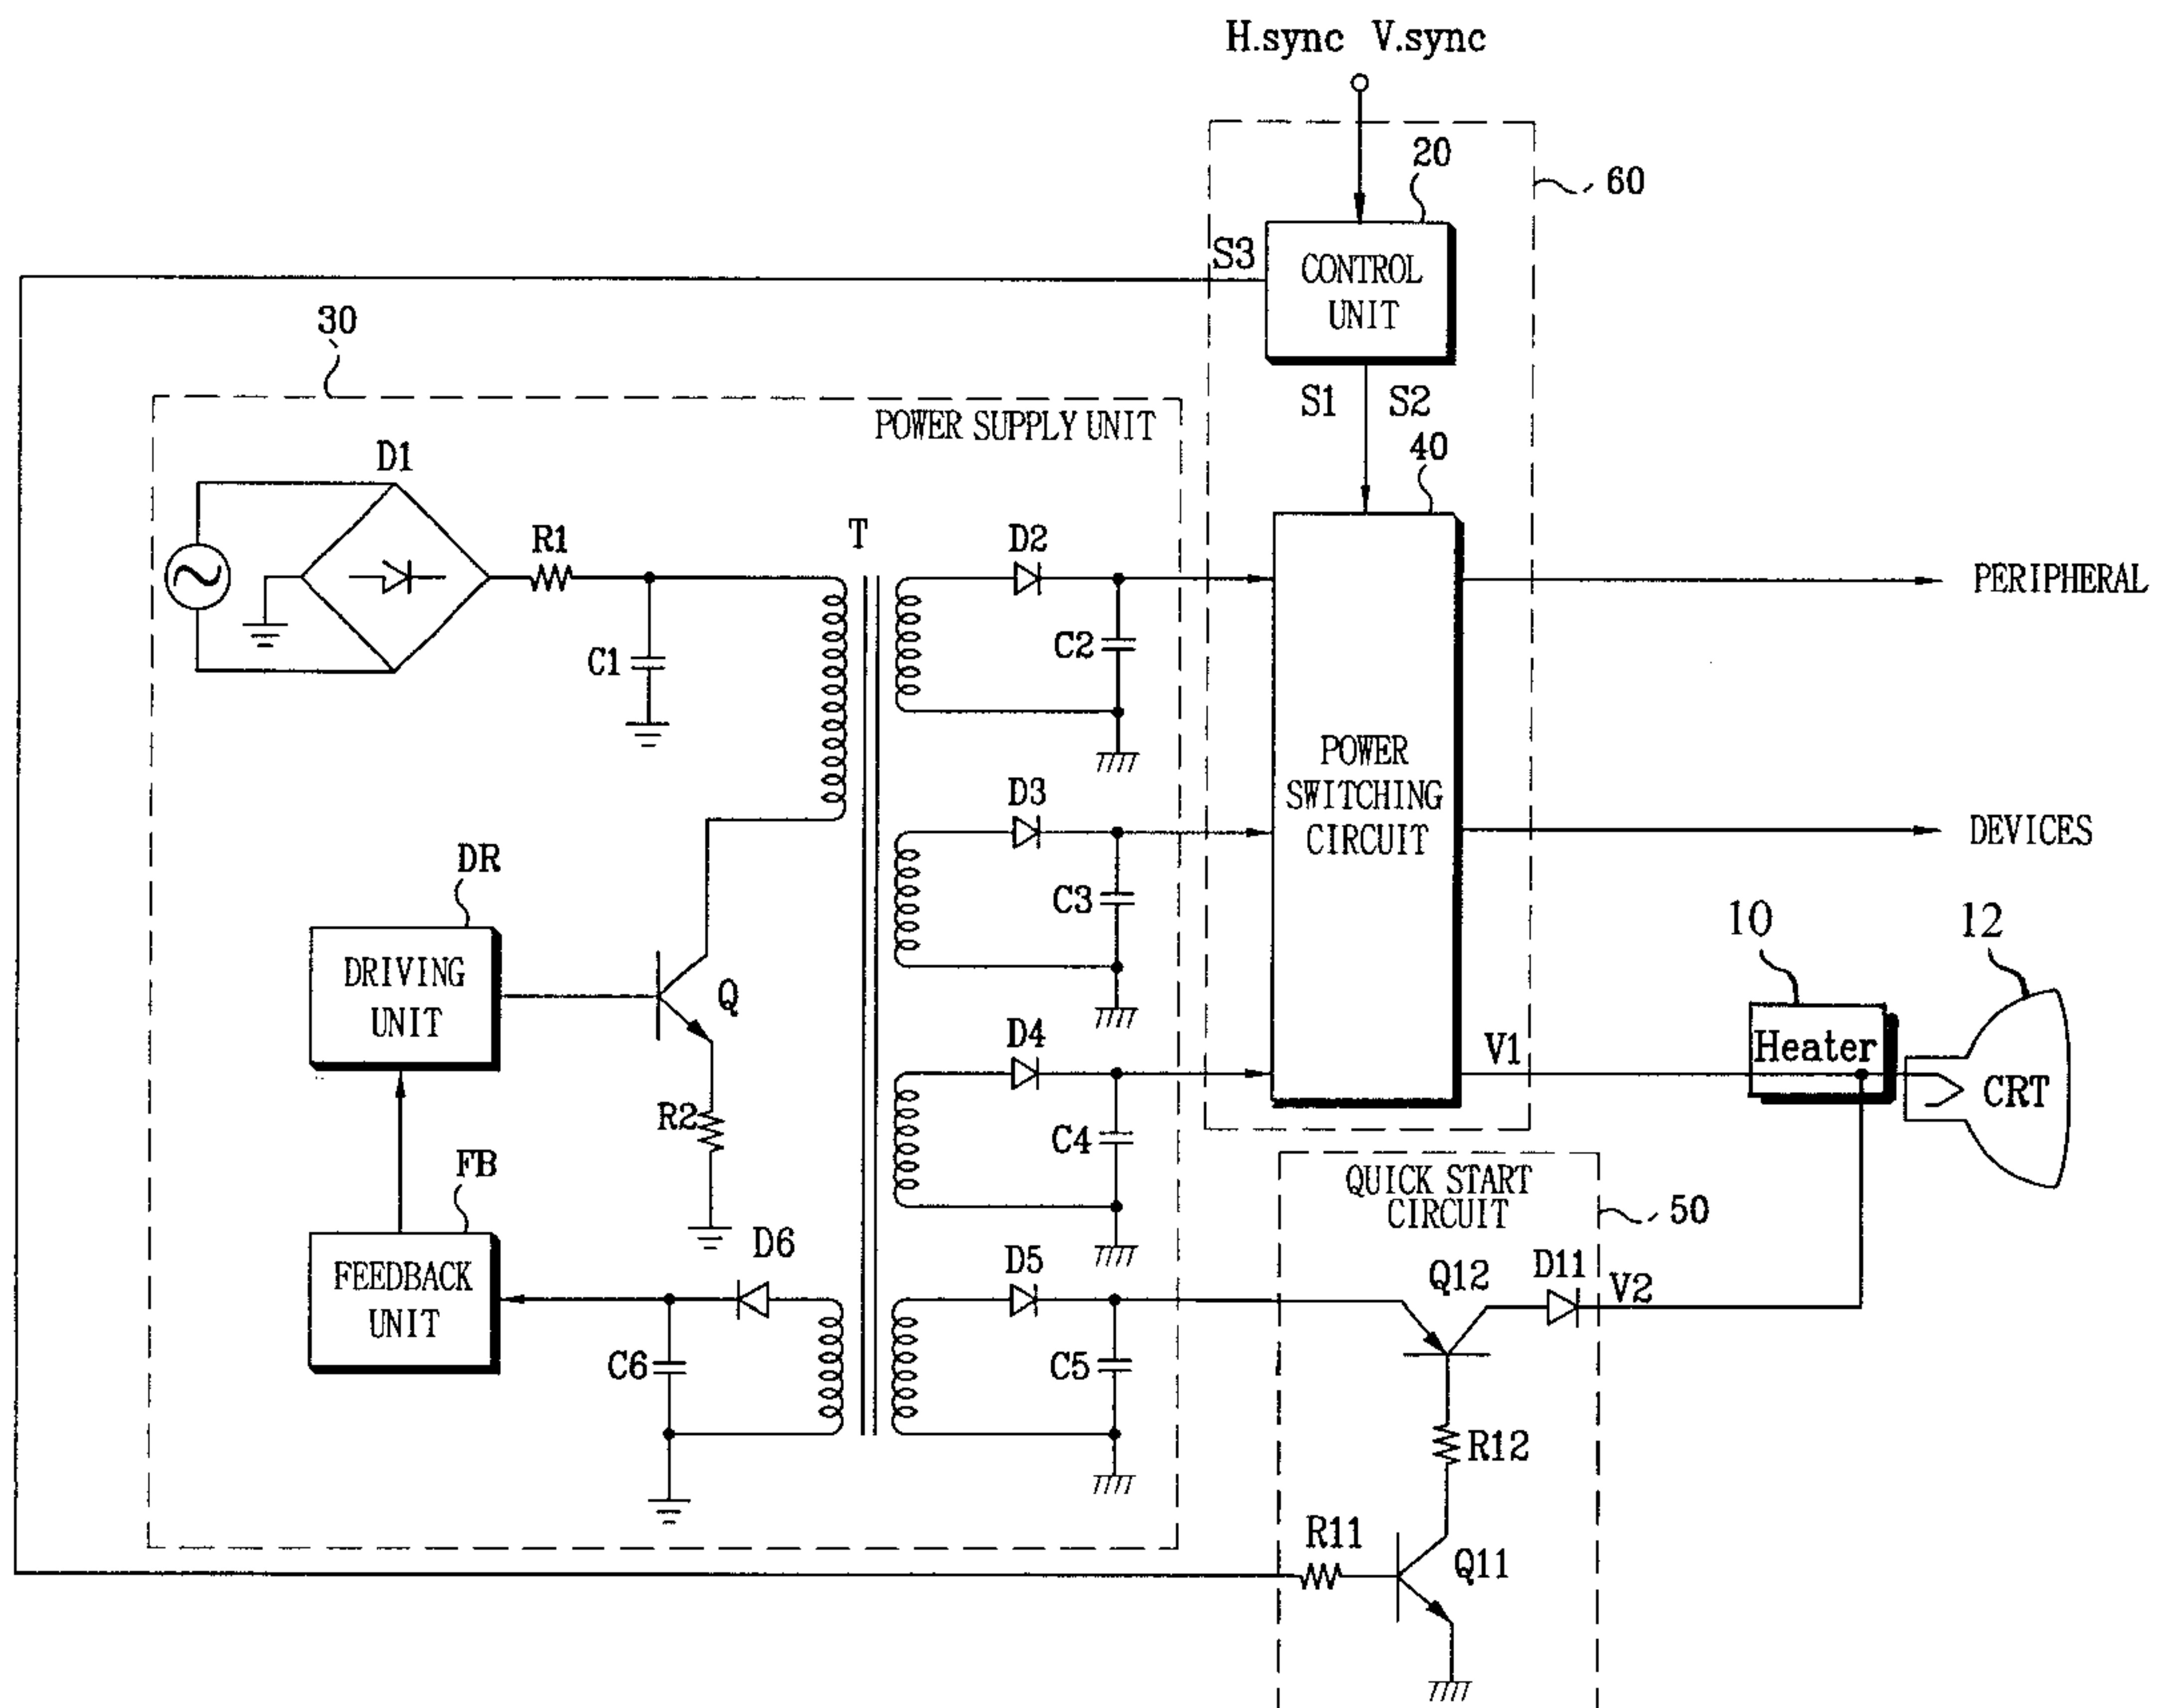 H.sync V.sync
20
60
S3
CONTROL
UNIT
30
S1 S2
POWER SUPPLY UNIT
40
D1
R1
T
D2
PERIPHERAL
C1
C2
POWER
SWITCHING
CIRCUIT
D3
DEVICES
DR
C3
10
12
DRIVING
UNIT
Q
D4
V1
Heater
CRT
R2
C4
FB
QUICK START
CIRCUIT
50
D6
D5
FEEDBACK
UNIT
Q12
D11
V2
C6
C5
R12
R11
Q11